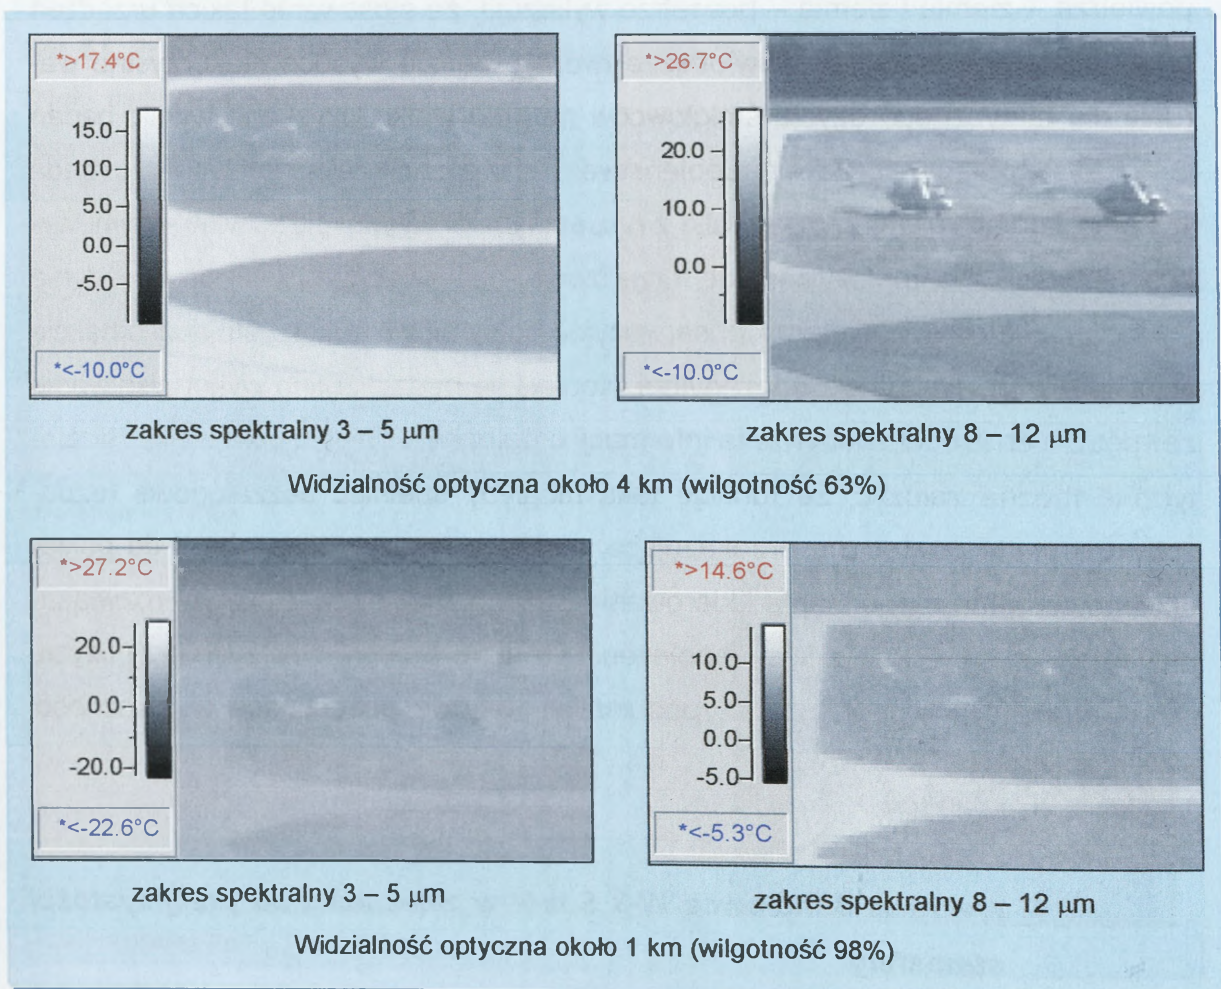 *>17.4°C
15.0
10.0
5.0
0.0
-5.0
*<-10.0°C
zakres spektralny 3 – 5 μm
*>26.7°C
20.0
10.0
0.0
*<-10.0°C
zakres spektralny 8 – 12 μm
Widzialność optyczna około 4 km (wilgotność 63%)
*>27.2°C
20.0
0.0
-20.0
*<-22.6°C
zakres spektralny 3 – 5 μm
*>14.6°C
10.0
5.0
0.0
-5.0
*<-5.3°C
zakres spektralny 8 – 12 μm
Widzialność optyczna około 1 km (wilgotność 98%)